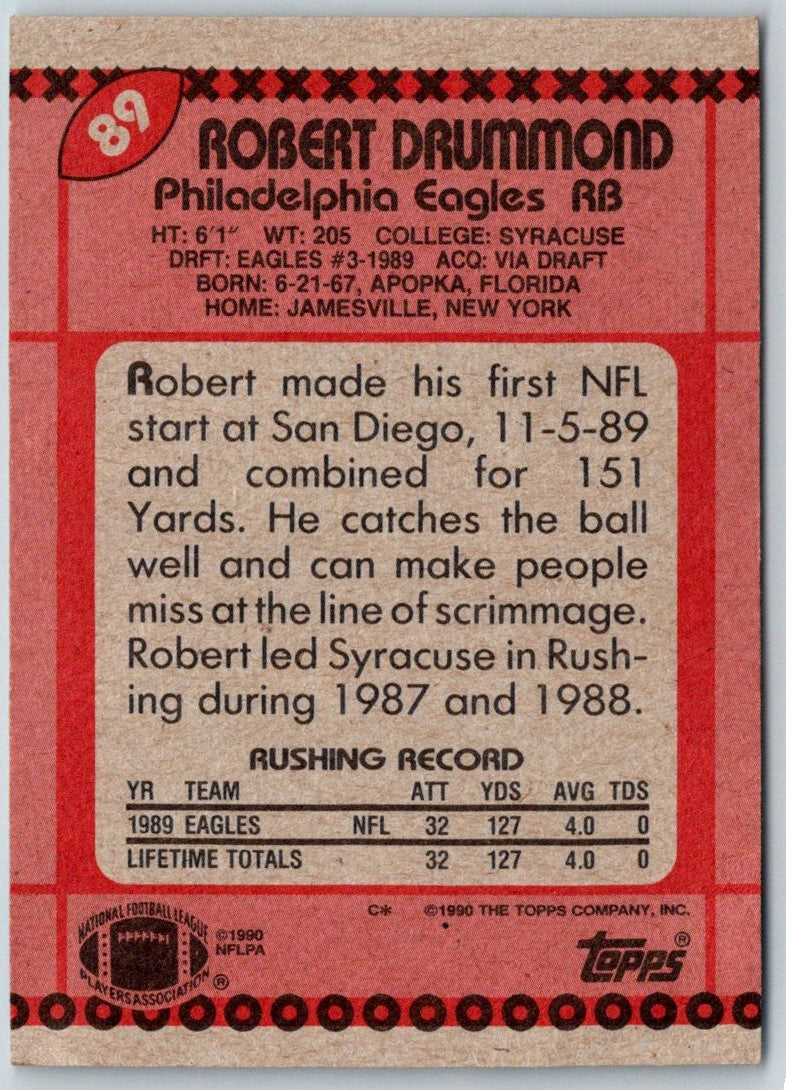 89
ROBERT DRUMMOND
Philadelphia Eagles RB
HT: 6'1" WT: 205 COLLEGE: SYRACUSE
DRFT: EAGLES #3-1989 ACQ: VIA DRAFT
BORN: 6-21-67, APOPKA, FLORIDA
HOME: JAMESVILLE, NEW YORK
Robert made his first NFL
start at San Diego, 11-5-89
and combined for 151
Yards. He catches the ball
well and can make people
miss at the line of scrimmage.
Robert led Syracuse in Rush-
ing during 1987 and 1988.
RUSHING RECORD
YR TEAM ATT YDS AVG TDS
1989 EAGLES NFL 32 127 4.0 0
LIFETIME TOTALS 32 127 4.0 0
C* ©1990 THE TOPPS COMPANY, INC.
NATIONAL FOOTBALL LEAGUE
PLAYERS ASSOCIATION ®
©1990
NFLPA
topps ®